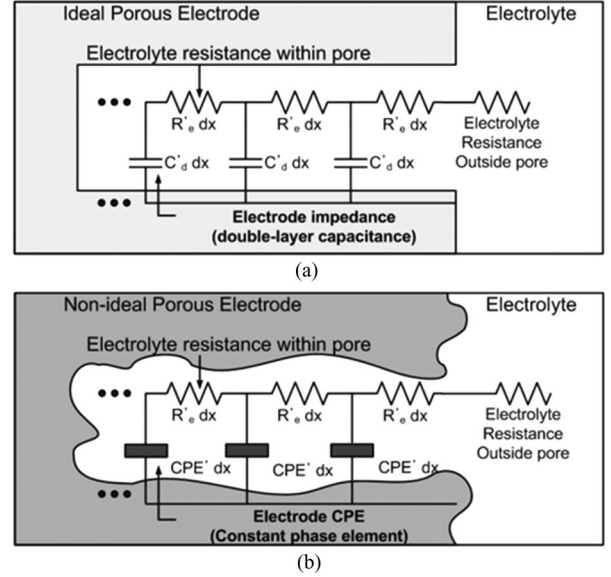 Ideal Porous Electrode
Electrolyte
Electrolyte resistance within pore
R'e dx
R'e dx
R'e dx
Electrolyte
Resistance
Outside pore
C'd dx
C'd dx
C'd dx
Electrode impedance
(double-layer capacitance)
(a)
Non-ideal Porous Electrode
Electrolyte
Electrolyte resistance within pore
R'e dx
R'e dx
R'e dx
Electrolyte
Resistance
Outside pore
CPE' dx
CPE' dx
CPE' dx
Electrode CPE
(Constant phase element)
(b)